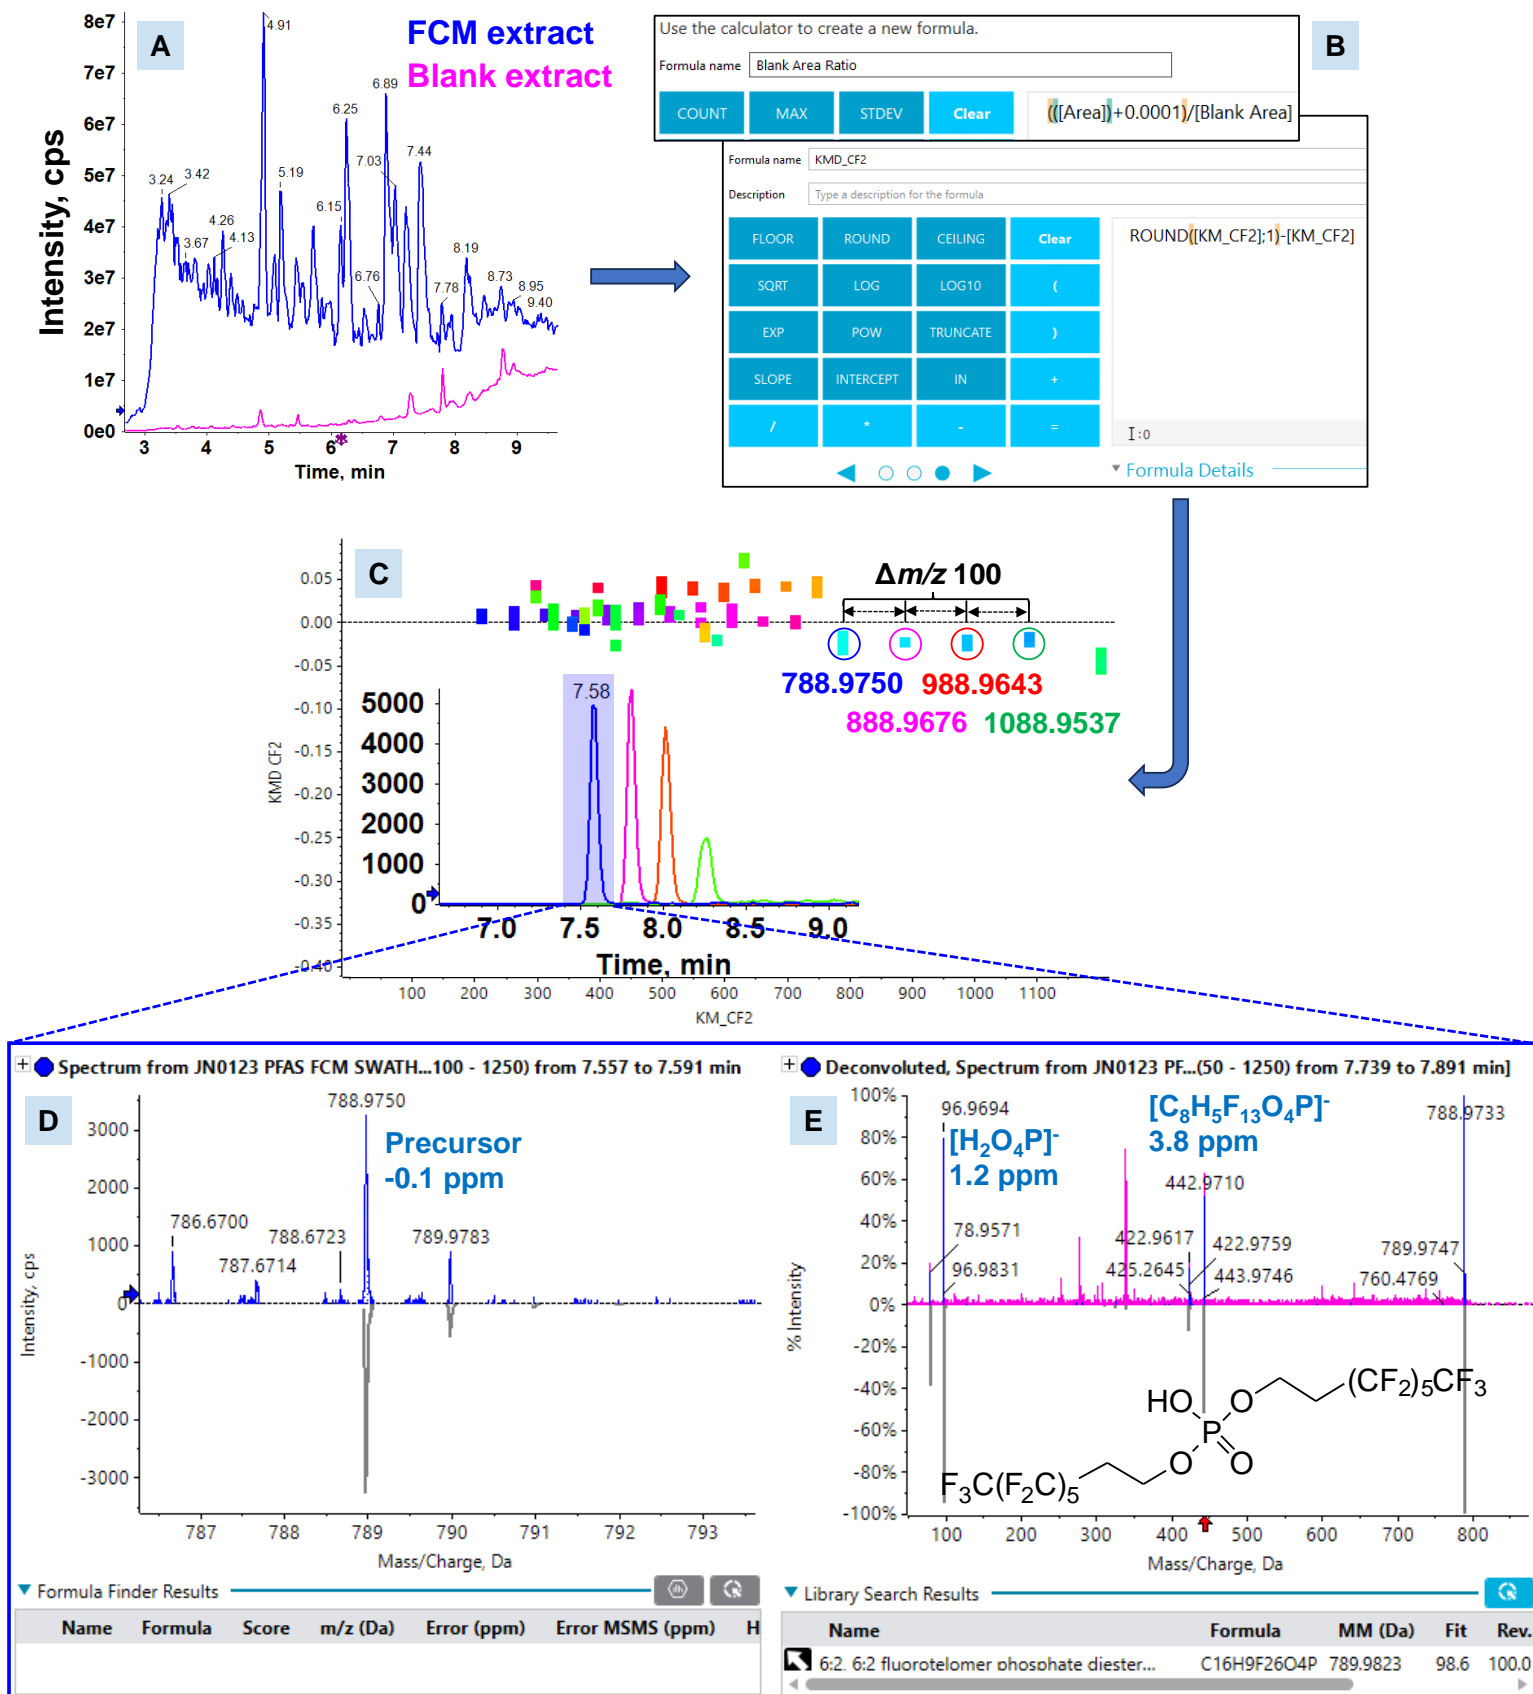 A
FCM extract
Blank extract
Intensity, cps
8e7
7e7
6e7
5e7
4e7
3e7
2e7
1e7
0e0
4.91
6.89
6.25
7.44
7.03
3.24
3.42
5.19
6.15
4.26
4.13
3.67
8.19
6.76
7.78
8.73
8.95
9.40
3 4 5 6 7 8 9
Time, min
B
Use the calculator to create a new formula.
Formula name Blank Area Ratio
COUNT MAX STDEV Clear
(([Area])+0.0001)/[Blank Area]
Formula name KMD_CF2
Description Type a description for the formula
FLOOR ROUND CEILING Clear
SQRT LOG LOG10 (
EXP POW TRUNCATE )
SLOPE INTERCEPT IN +
/ * - =
ROUND([KM_CF2];1)-[KM_CF2]
:0
Formula Details
C
KMD CF2
0.05
0.00
-0.05
-0.10
-0.15
-0.20
-0.25
-0.30
-0.35
-0.40
Δm/z 100
788.9750 988.9643
888.9676 1088.9537
7.58
5000
4000
3000
2000
1000
0
7.0 7.5 8.0 8.5 9.0
Time, min
100 200 300 400 500 600 700 800 900 1000 1100
KM_CF2
Spectrum from JN0123 PFAS FCM SWATH...100 - 1250) from 7.557 to 7.591 min
D
Precursor
-0.1 ppm
788.9750
786.6700
788.6723
789.9783
787.6714
Intensity, cps
3000
2000
1000
0
-1000
-2000
-3000
787 788 789 790 791 792 793
Mass/Charge, Da
Formula Finder Results
Name Formula Score m/z (Da) Error (ppm) Error MSMS (ppm) H
Deconvoluted, Spectrum from JN0123 PF...(50 - 1250) from 7.739 to 7.891 min]
E
96.9694
[H2O4P]-
1.2 ppm
[C8H5F13O4P]-
3.8 ppm
788.9733
442.9710
78.9571
422.9617
422.9759
789.9747
96.9831
425.2645
443.9746
760.4769
% Intensity
100%
80%
60%
40%
20%
0%
-20%
-40%
-60%
-80%
-100%
HO O (CF2)5CF3
P
O O
F3C(F2C)5
100 200 300 400 500 600 700 800
Mass/Charge, Da
Library Search Results
Name Formula MM (Da) Fit Rev.
6:2. 6:2 fluorotelomer phosphate diester... C16H9F26O4P 789.9823 98.6 100.0